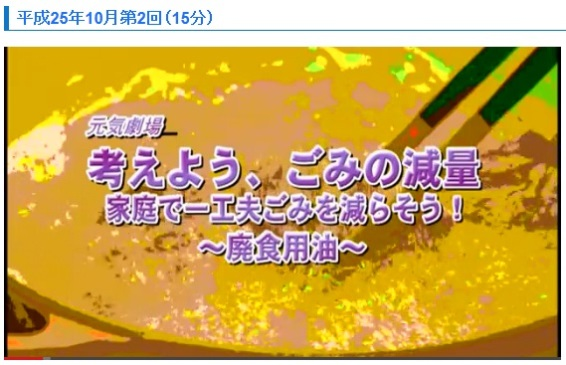 平成25年10月第2回（15分）
元気劇場
考えよう、ごみの減量
家庭で一工夫ごみを減らそう！
～廃食用油～